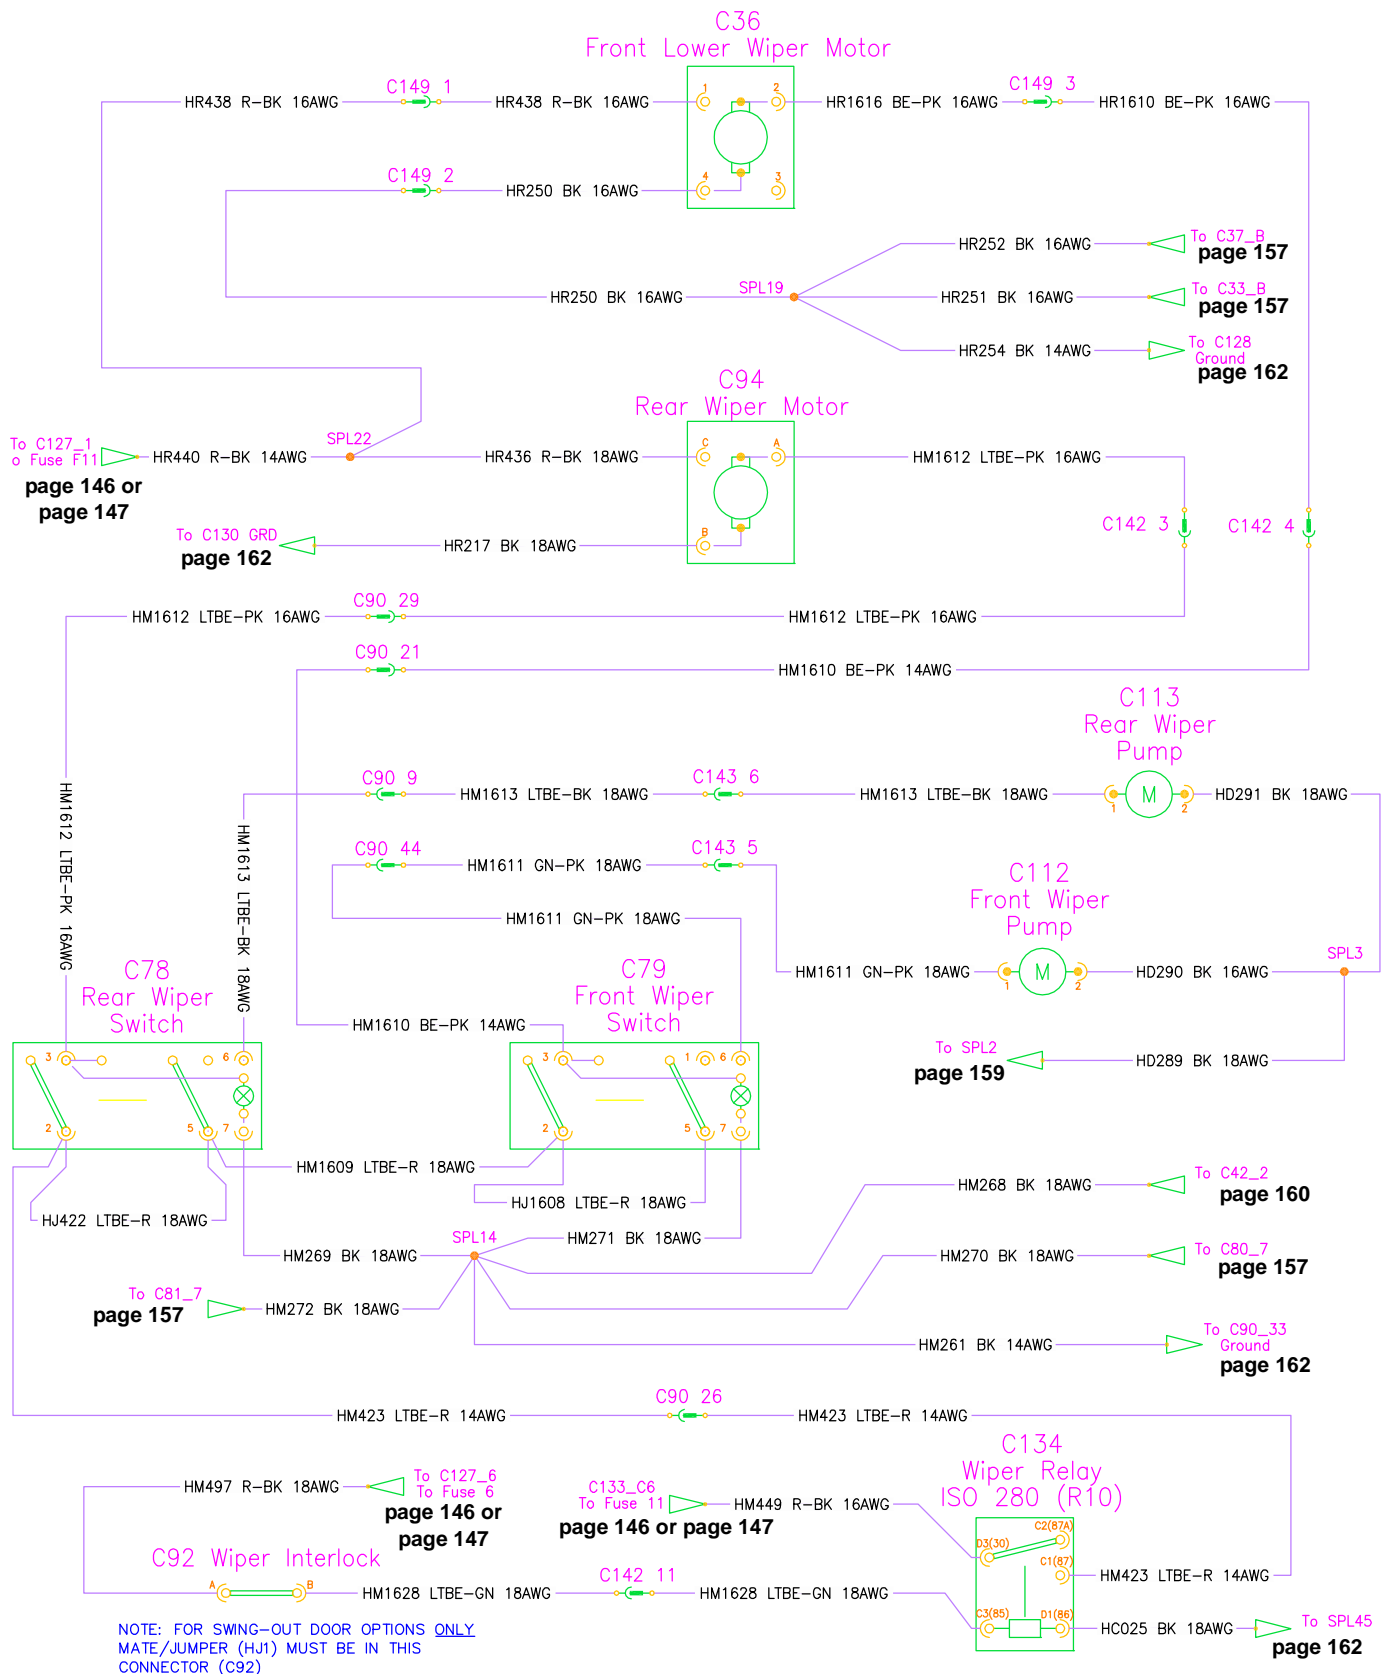 C36
Front Lower Wiper Motor
C149 1
C149 3
HR438 R-BK 16AWG
HR438 R-BK 16AWG
1
2
HR1616 BE-PK 16AWG
HR1610 BE-PK 16AWG
C149 2
HR250 BK 16AWG
4
3
HR252 BK 16AWG
To C37_B
page 157
SPL19
HR250 BK 16AWG
HR251 BK 16AWG
To C33_B
page 157
HR254 BK 14AWG
To C128
Ground
page 162
C94
Rear Wiper Motor
To C127_1
o Fuse F11
page 146 or
page 147
HR440 R-BK 14AWG
SPL22
HR436 R-BK 18AWG
C
A
HM1612 LTBE-PK 16AWG
To C130 GRD
page 162
HR217 BK 18AWG
B
C142 3
C142 4
HM1612 LTBE-PK 16AWG
C90 29
HM1612 LTBE-PK 16AWG
C90 21
HM1610 BE-PK 14AWG
C113
Rear Wiper
Pump
C90 9
HM1613 LTBE-BK 18AWG
C143 6
HM1613 LTBE-BK 18AWG
1
M
2
HD291 BK 18AWG
HM1612 LTBE-PK 16AWG
HM1613 LTBE-BK 18AWG
C90 44
HM1611 GN-PK 18AWG
C143 5
C112
Front Wiper
Pump
HM1611 GN-PK 18AWG
HM1611 GN-PK 18AWG
1
M
2
HD290 BK 16AWG
SPL3
C78
Rear Wiper
Switch
C79
Front Wiper
Switch
HM1610 BE-PK 14AWG
To SPL2
page 159
HD289 BK 18AWG
3
6
2
5
7
3
1
6
2
5
7
HM1609 LTBE-R 18AWG
HJ1608 LTBE-R 18AWG
HJ422 LTBE-R 18AWG
HM268 BK 18AWG
To C42_2
page 160
SPL14
HM271 BK 18AWG
HM269 BK 18AWG
HM270 BK 18AWG
To C80_7
page 157
To C81_7
page 157
HM272 BK 18AWG
HM261 BK 14AWG
To C90_33
Ground
page 162
HM423 LTBE-R 14AWG
C90 26
HM423 LTBE-R 14AWG
C134
Wiper Relay
ISO 280 (R10)
HM497 R-BK 18AWG
To C127_6
To Fuse 6
page 146 or
page 147
C133_C6
To Fuse 11
page 146 or page 147
HM449 R-BK 16AWG
C2(87A)
D3(30)
C1(87)
HM423 LTBE-R 14AWG
C92 Wiper Interlock
A
B
HM1628 LTBE-GN 18AWG
C142 11
HM1628 LTBE-GN 18AWG
C3(85)
D1(86)
HC025 BK 18AWG
To SPL45
page 162
NOTE: FOR SWING-OUT DOOR OPTIONS ONLY
MATE/JUMPER (HJ1) MUST BE IN THIS
CONNECTOR (C92)